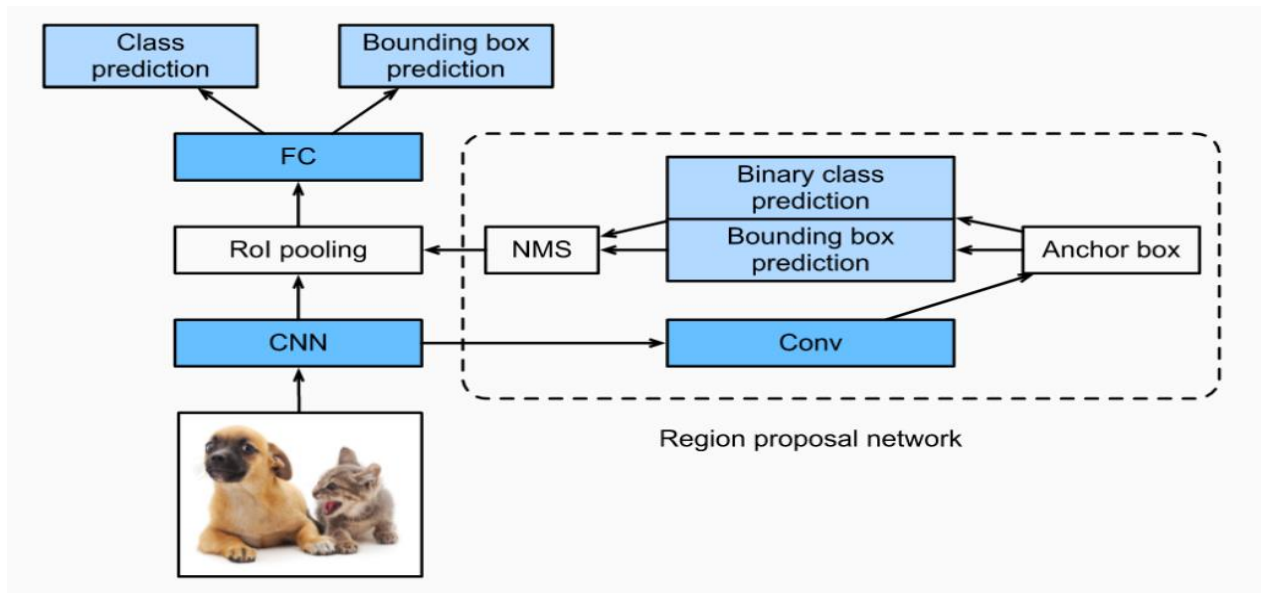 Class
prediction
Bounding box
prediction
FC
Binary class
prediction
RoI pooling
NMS
Bounding box
prediction
Anchor box
CNN
Conv
Region proposal network